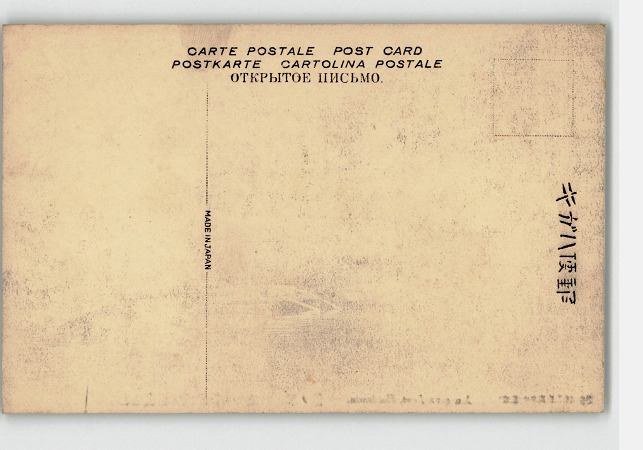 CARTE POSTALE POST CARD
POSTKARTE CARTOLINA POSTALE
ОТКРЫТОЕ ПИСЬМО.
MADE IN JAPAN
キガハ便郵